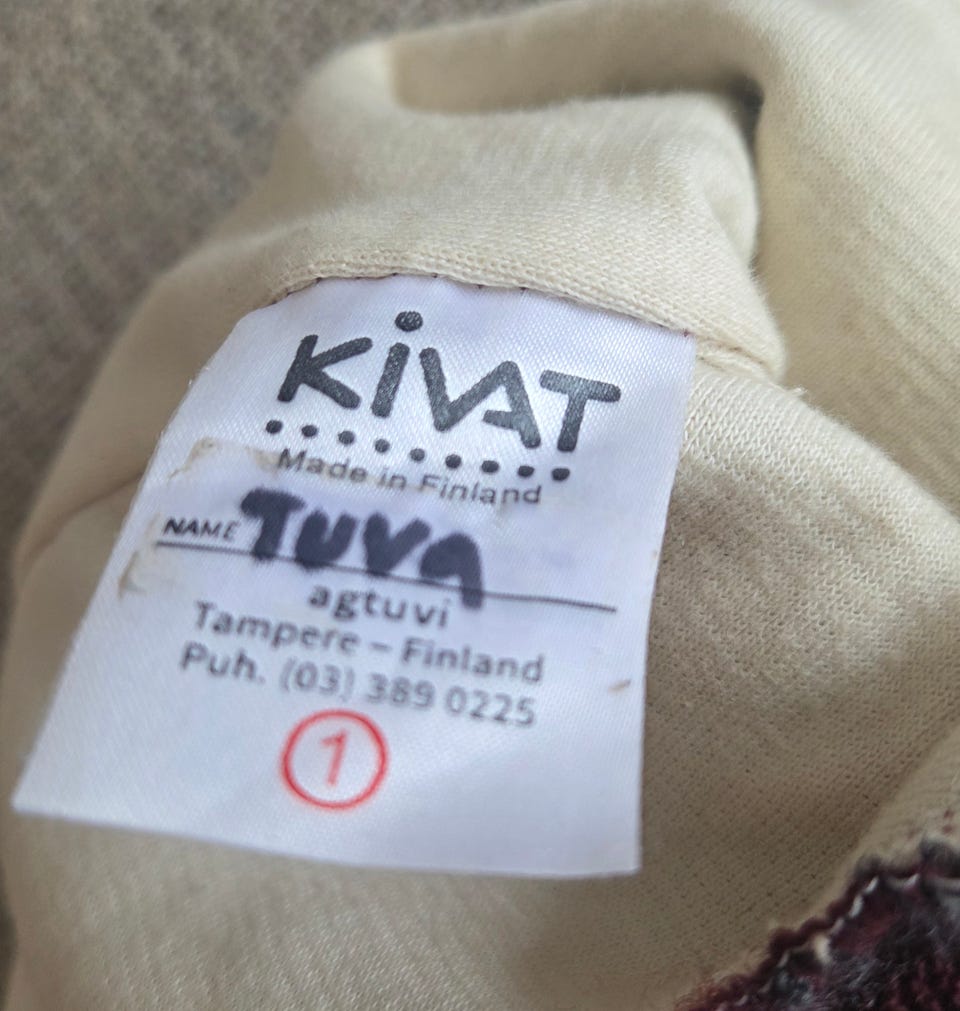 KiVAT
Made in Finland
NAME Tuva
agtuvi
Tampere – Finland
Puh. (03) 389 0225
1